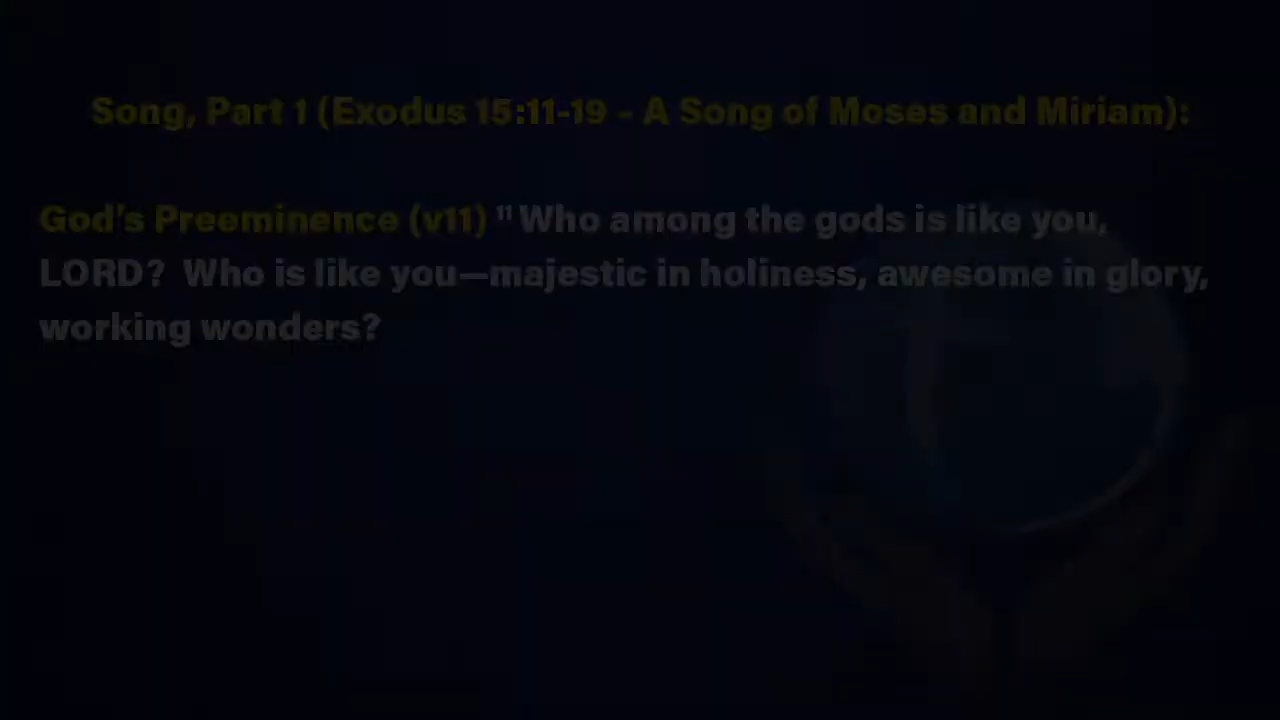 Song, Part 1 (Exodus 15:11-19 - A Song of Moses and Miriam):
God's Preeminence (v11) "Who among the gods is like you,
LORD?  Who is like you—majestic in holiness, awesome in glory,
working wonders?